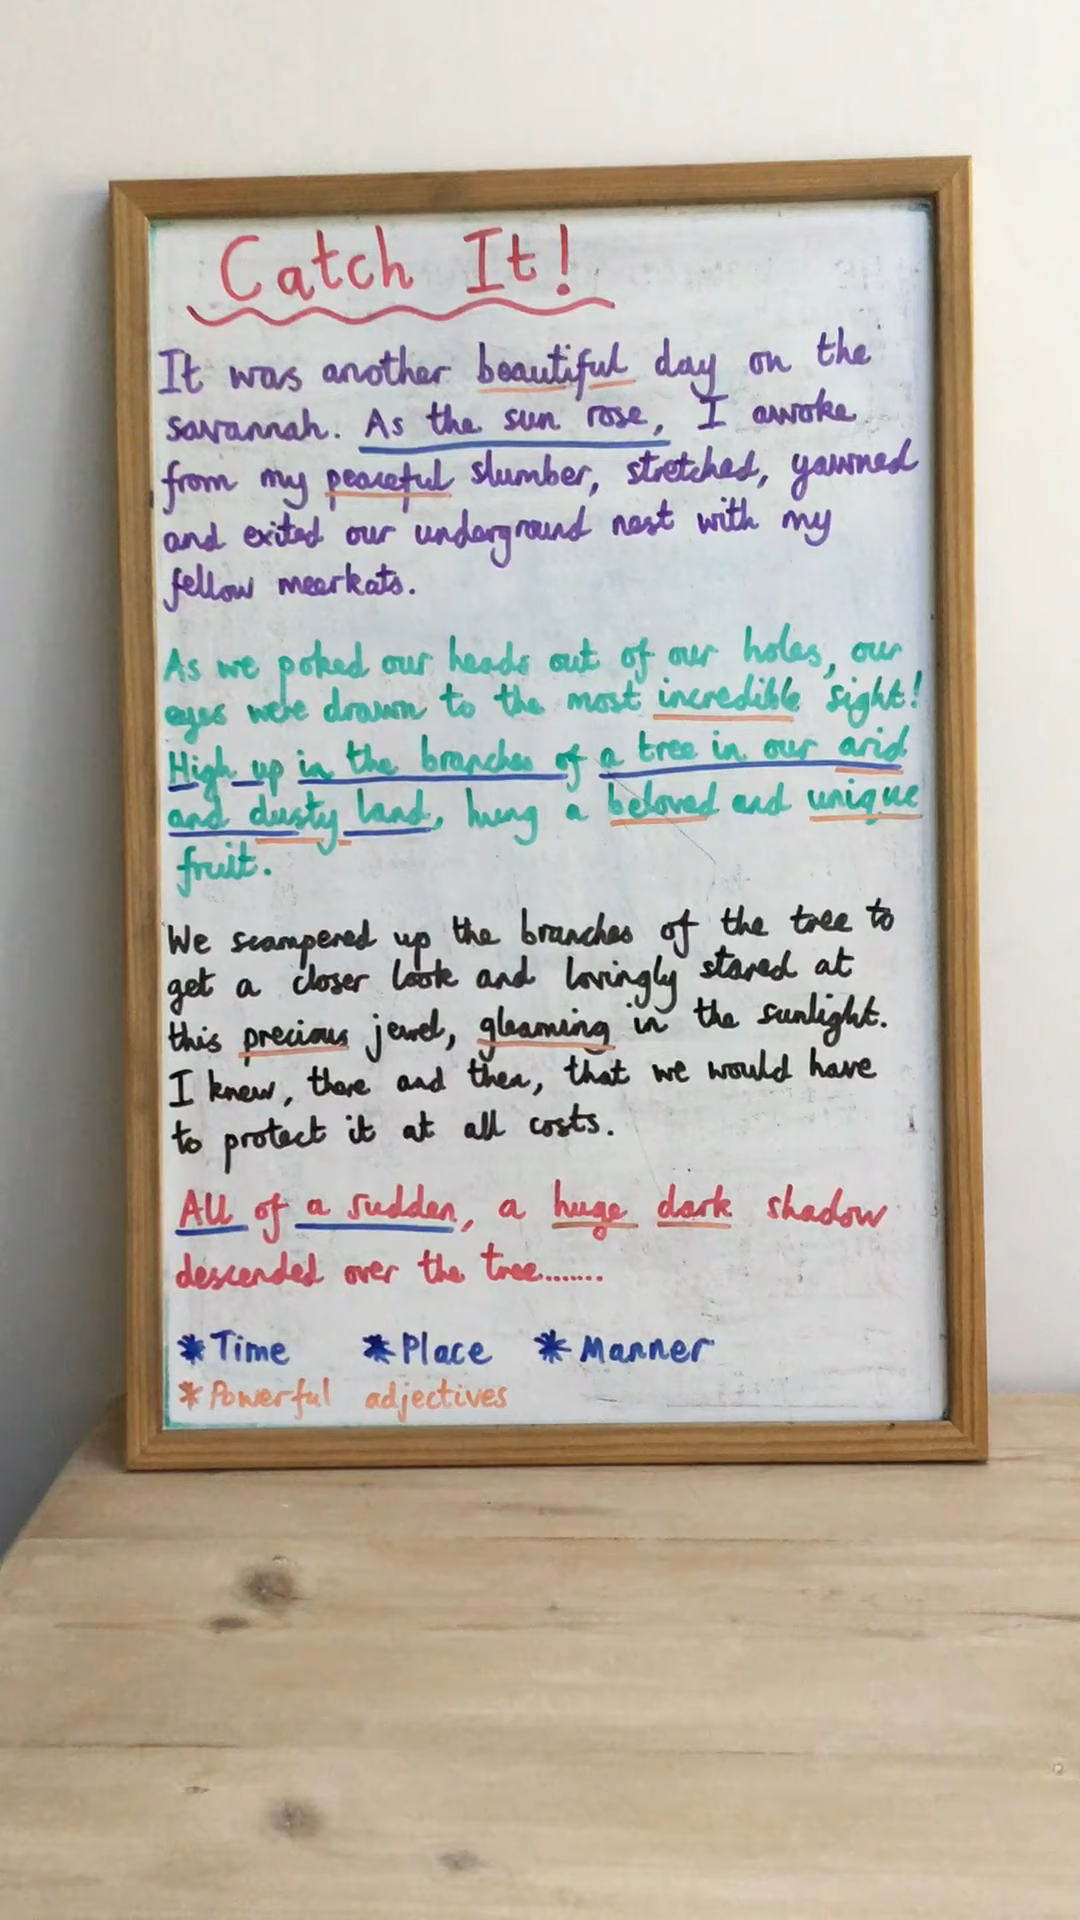 Catch It!
It was another beautiful day on the
savannah. As the sun rose, I awoke
from my peaceful slumber, stretched, yawned
and exited our underground nest with my
fellow meerkats.
As we poked our heads out of our holes, our
eyes were drawn to the most incredible sight!
High up in the branches of a tree in our arid
and dusty land, hung a beloved and unique
fruit.
We scampered up the branches of the tree to
get a closer look and lovingly stared at
this precious jewel, gleaming in the sunlight.
I knew, there and then, that we would have
to protect it at all costs.
All of a sudden, a huge dark shadow
descended over the tree........
*Time *Place *Manner
*Powerful adjectives